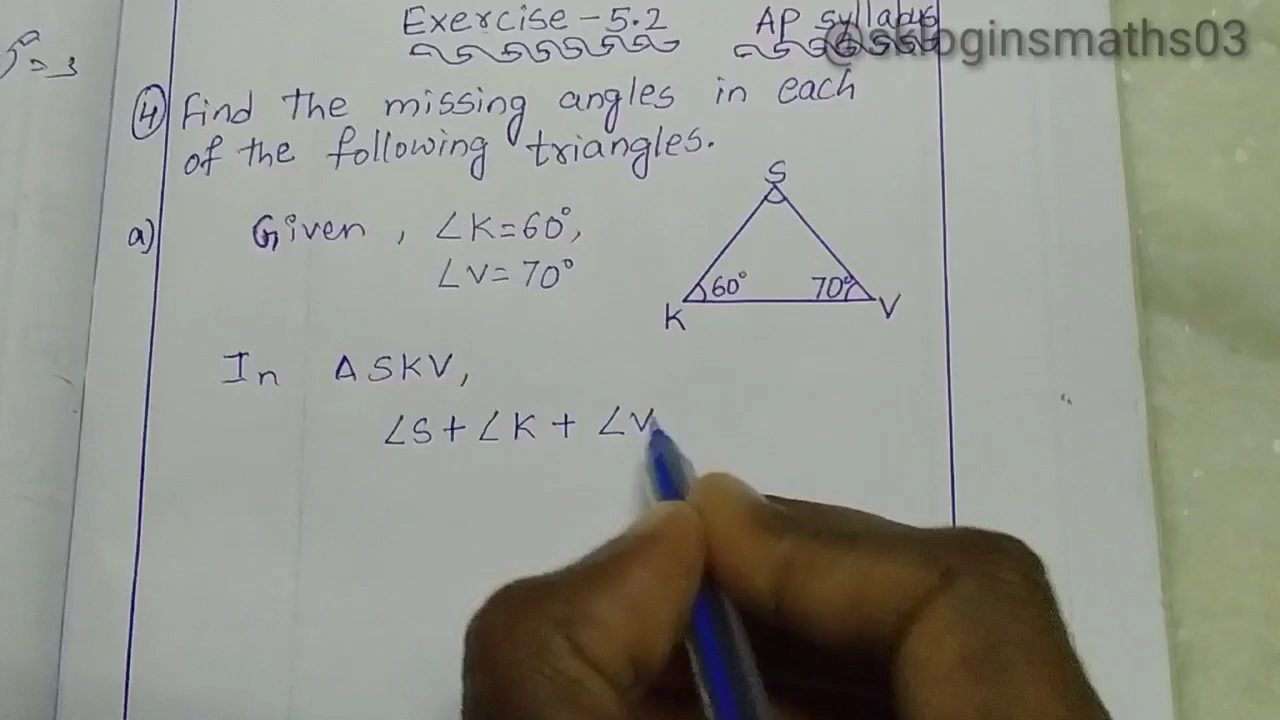 Exercise - 5.2 AP syllabus
@skloginsmaths03
④ Find the missing angles in each
of the following triangles.
a) Given, ∠K=60°,
∠V=70°
S
60° 70°
K V
In ΔSKV,
∠S+∠K+∠V